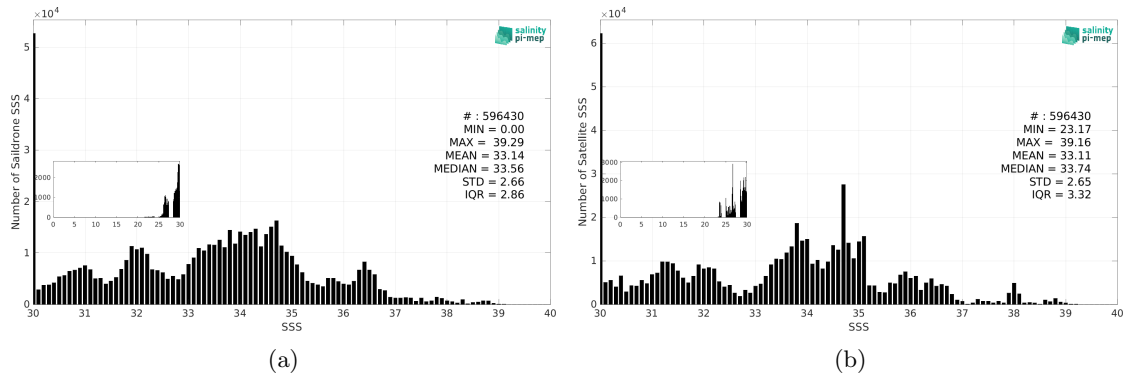 ×10⁴
Number of Saildrone SSS
5
4
3
2
1
0
salinity
pi-mep
# : 596430
MIN = 0.00
MAX = 39.29
MEAN = 33.14
MEDIAN = 33.56
STD = 2.66
IQR = 2.86
2000
1000
0
0 5 10 15 20 25 30
30 31 32 33 34 35 36 37 38 39 40
SSS
(a)
×10⁴
Number of Satellite SSS
6
5
4
3
2
1
0
salinity
pi-mep
# : 596430
MIN = 23.17
MAX = 39.16
MEAN = 33.11
MEDIAN = 33.74
STD = 2.65
IQR = 3.32
3000
2000
1000
0
0 5 10 15 20 25 30
30 31 32 33 34 35 36 37 38 39 40
SSS
(b)